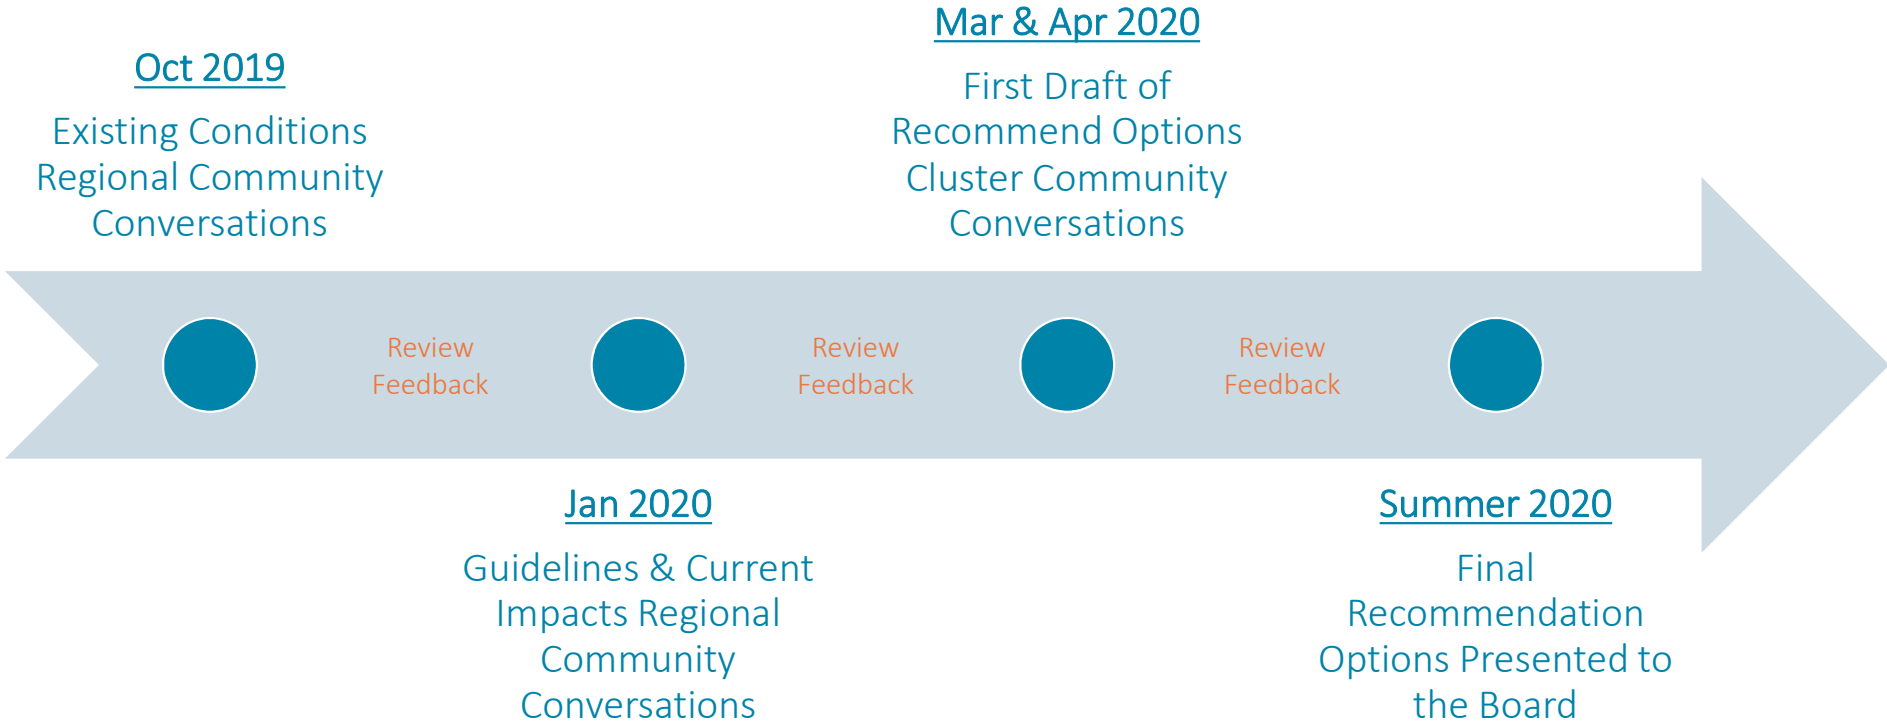 Oct 2019
Existing Conditions
Regional Community
Conversations
Review
Feedback
Jan 2020
Guidelines & Current
Impacts Regional
Community
Conversations
Review
Feedback
Mar & Apr 2020
First Draft of
Recommend Options
Cluster Community
Conversations
Review
Feedback
Summer 2020
Final
Recommendation
Options Presented to
the Board